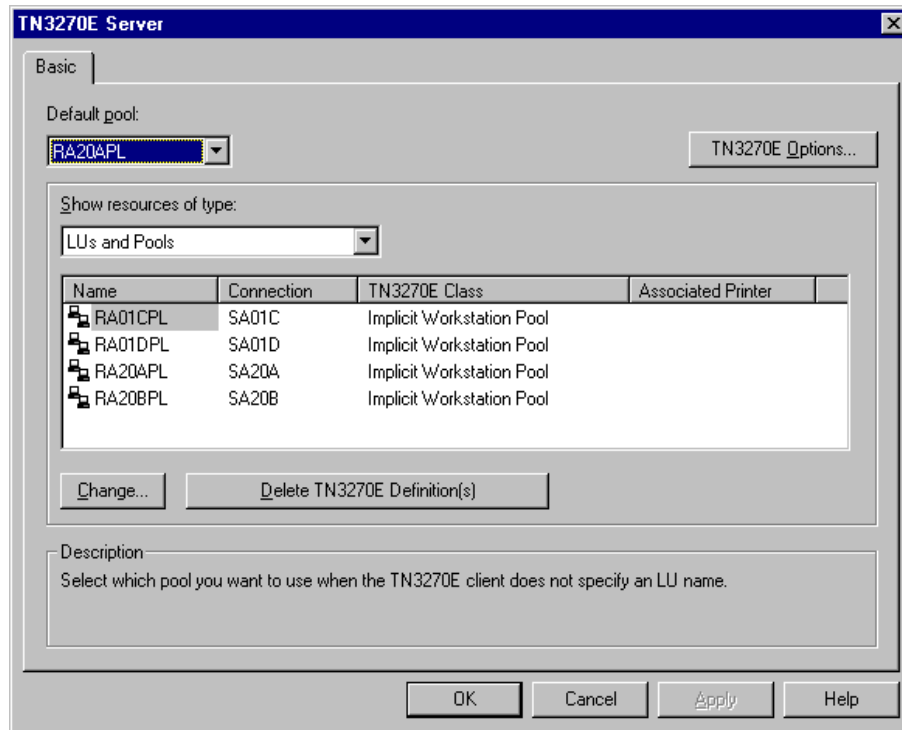 TN3270E Server
Basic
Default pool:
RA20APL
TN3270E Options...
Show resources of type:
LUs and Pools
Name Connection TN3270E Class Associated Printer
RA01CPL SA01C Implicit Workstation Pool
RA01DPL SA01D Implicit Workstation Pool
RA20APL SA20A Implicit Workstation Pool
RA20BPL SA20B Implicit Workstation Pool
Change... Delete TN3270E Definition(s)
Description
Select which pool you want to use when the TN3270E client does not specify an LU name.
OK Cancel Apply Help